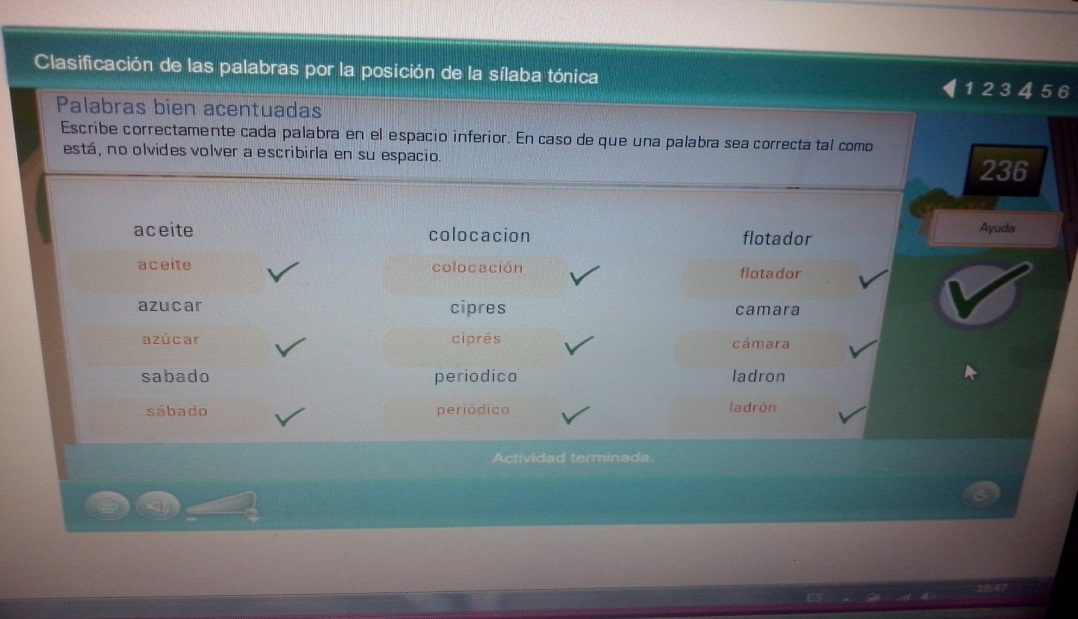 Clasificación de las palabras por la posición de la sílaba tónica
1 2 3 4 5 6
Palabras bien acentuadas
Escribe correctamente cada palabra en el espacio inferior. En caso de que una palabra sea correcta tal como
está, no olvides volver a escribirla en su espacio.
236
Ayuda
aceite colocacion flotador
aceite colocación flotador
azucar cipres camara
azúcar ciprés cámara
sabado periodico ladron
sábado periódico ladrón
Actividad terminada.
ES 18:47